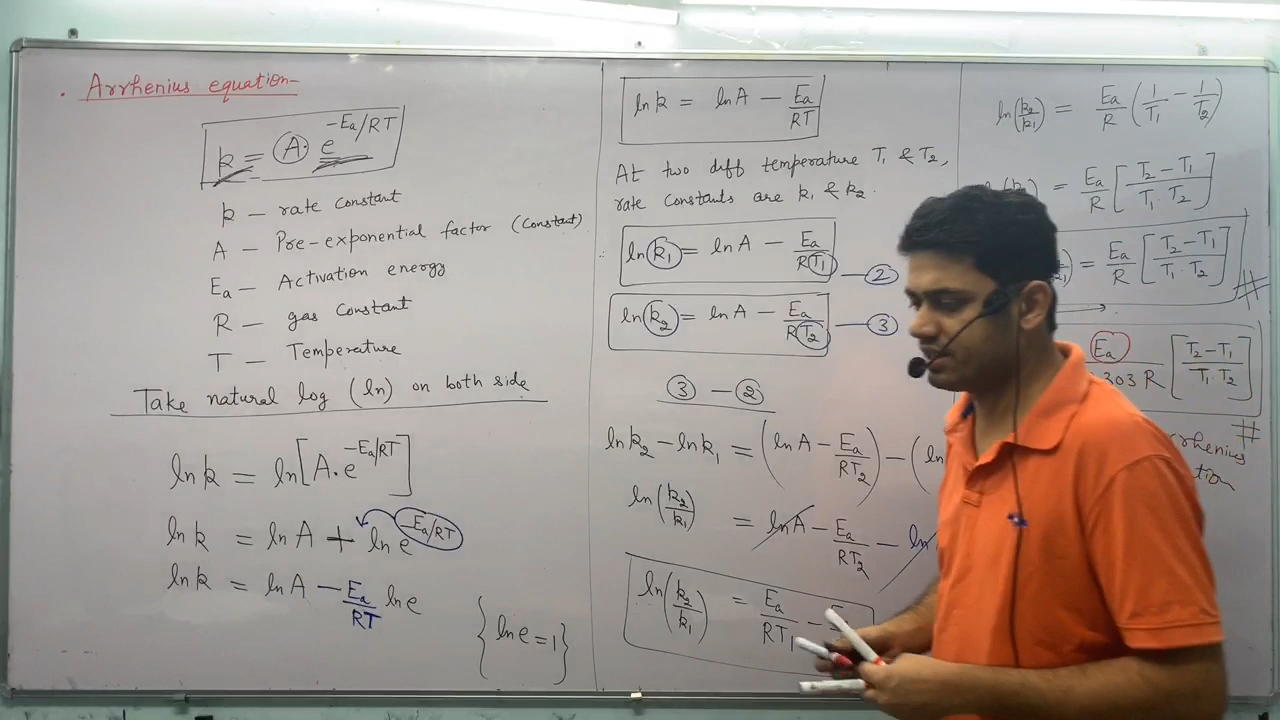 . Arrhenius equation-
k = A. e^-Ea/RT
k - rate constant
A - Pre-exponential factor (constant)
Ea - Activation energy
R - gas constant
T - Temperature
Take natural log (ln) on both side
ln k = ln[A.e^-Ea/RT]
ln k = ln A + ln e^-Ea/RT
ln k = ln A - Ea/RT ln e
{ln e = 1}
ln k = ln A - Ea/RT
At two diff temperature T1 & T2,
rate constants are k1 & k2.
∴ ln k1 = ln A - Ea/RT1 - 2
ln k2 = ln A - Ea/RT2 - 3
3 - 2
ln k2 - ln k1 = (ln A - Ea/RT2) - (ln
ln(k2/k1) = ln A - Ea/RT2 - ln
ln(k2/k1) = Ea/RT1 -
ln(k2/k1) = Ea/R (1/T1 - 1/T2)
= Ea/R [T2 - T1/T1 . T2]
= Ea/R [T2 - T1/T1 . T2] #
Ea/303 R [T2 - T1/T1 . T2] #